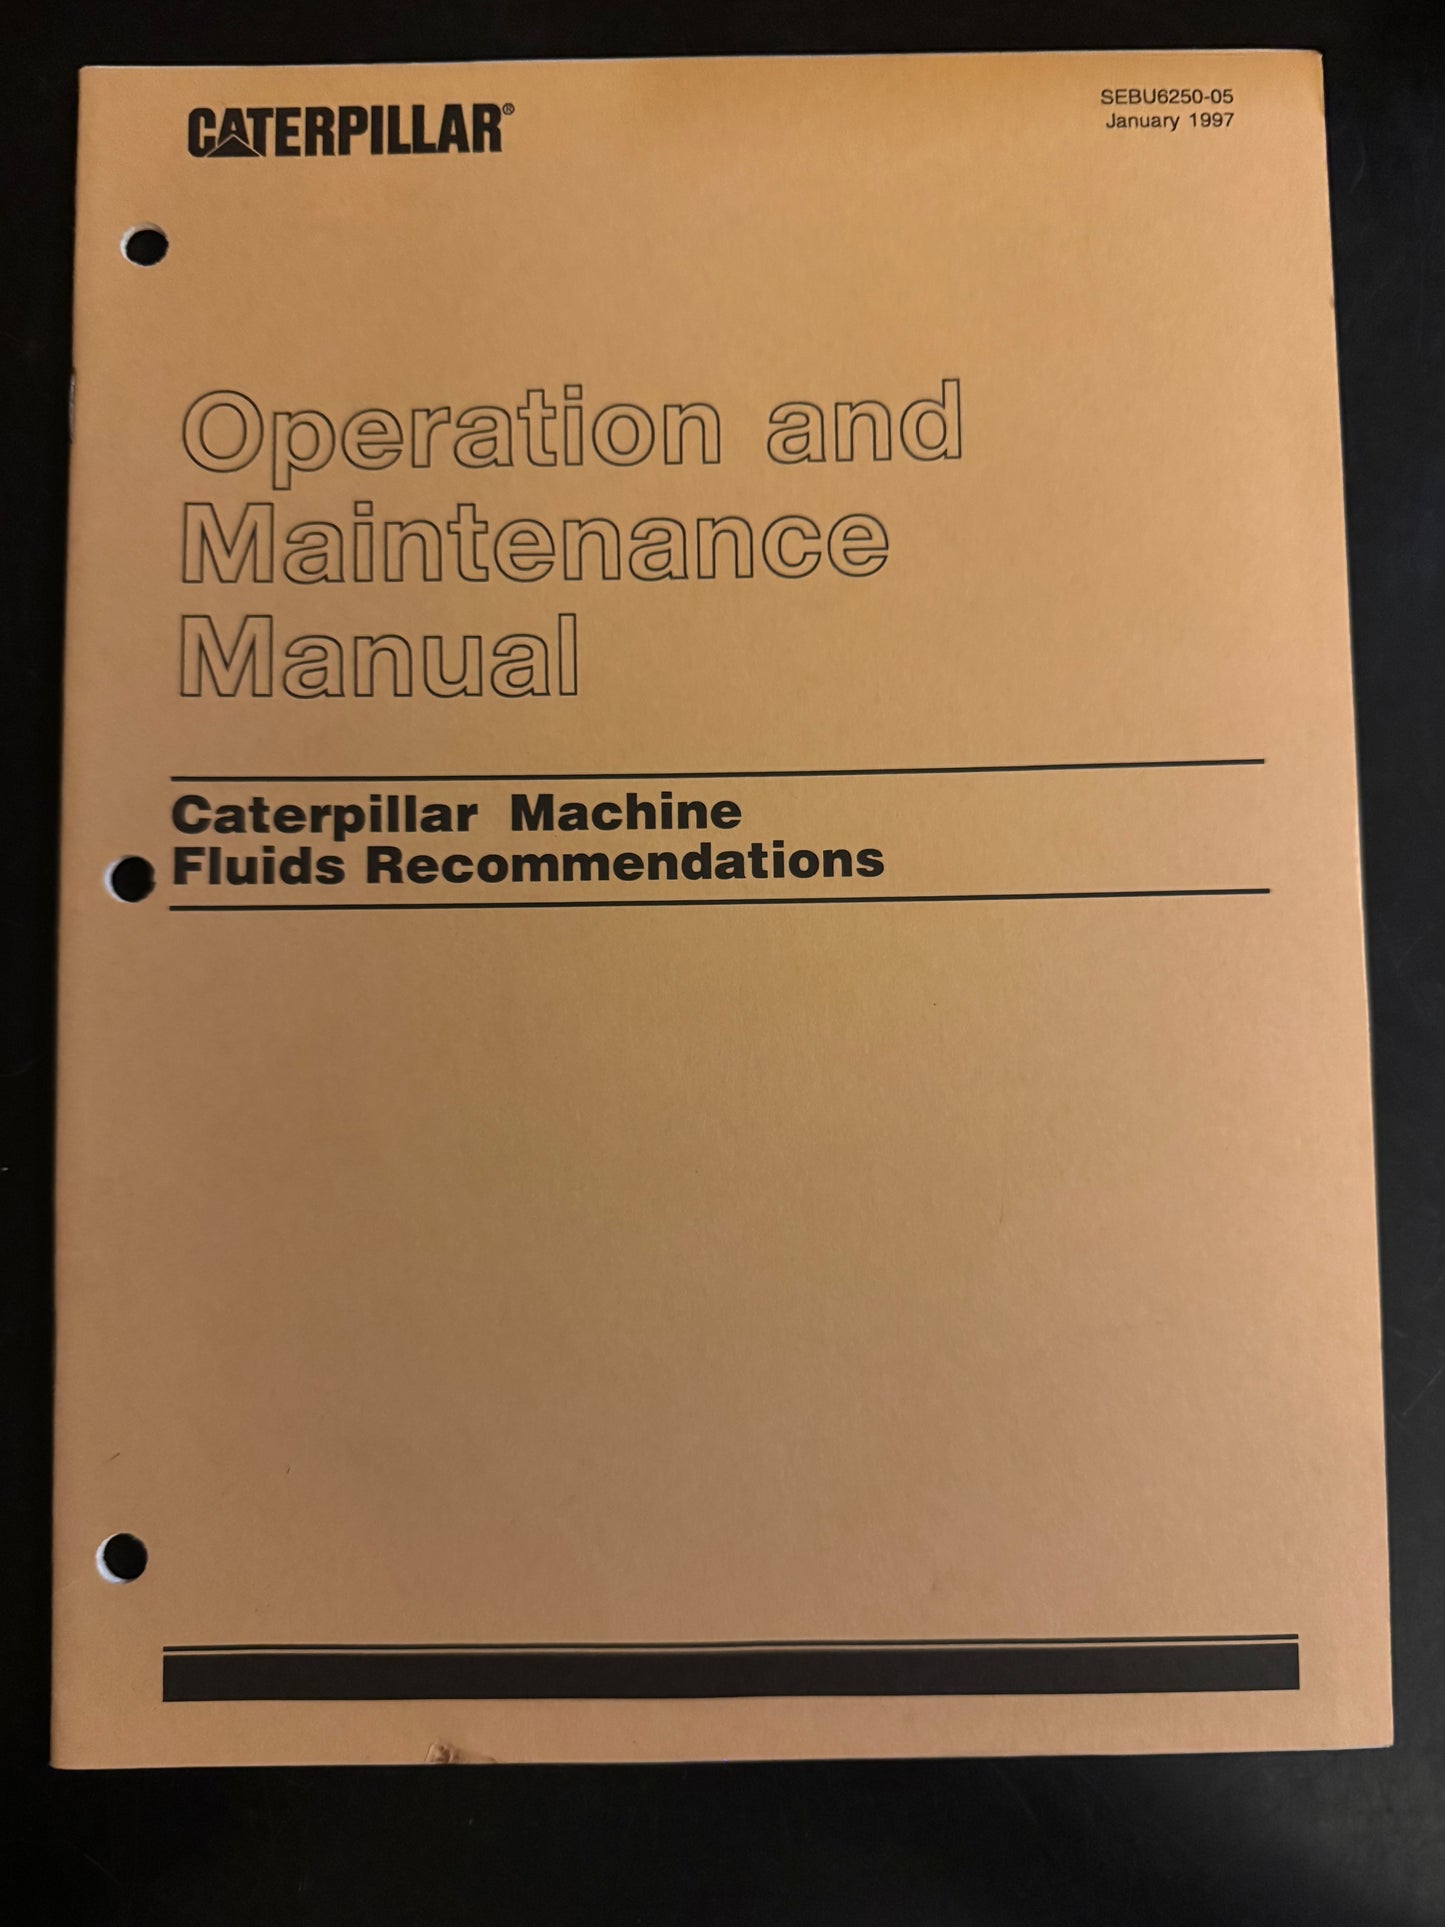 CATERPILLAR®
SEBU6250-05
January 1997
Operation and
Maintenance
Manual
Caterpillar Machine
Fluids Recommendations